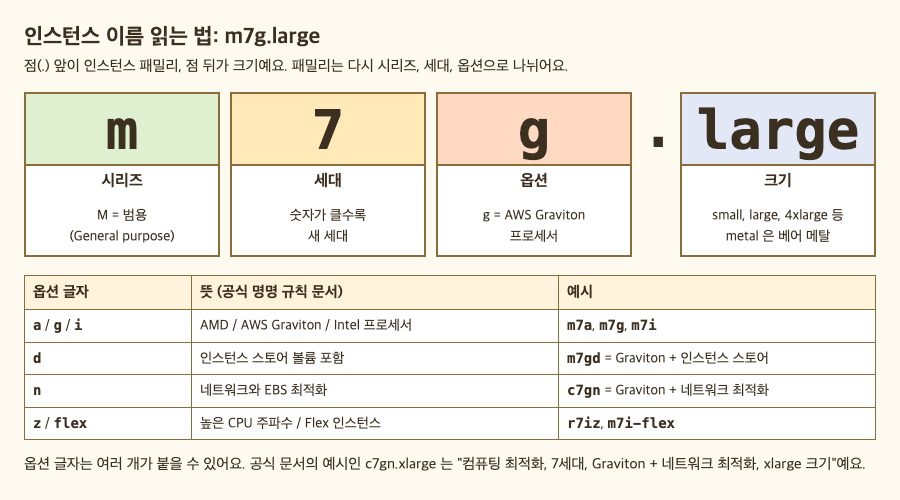 인스턴스 이름 읽는 법: m7g.large
점(.) 앞이 인스턴스 패밀리, 점 뒤가 크기예요. 패밀리는 다시 시리즈, 세대, 옵션으로 나뉘어요.
m 7 g . large
시리즈 세대 옵션 크기
M = 범용 숫자가 클수록 g = AWS Graviton small, large, 4xlarge 등
(General purpose) 새 세대 프로세서 metal 은 베어 메탈
옵션 글자 뜻 (공식 명명 규칙 문서) 예시
a / g / i AMD / AWS Graviton / Intel 프로세서 m7a, m7g, m7i
d 인스턴스 스토어 볼륨 포함 m7gd = Graviton + 인스턴스 스토어
n 네트워크와 EBS 최적화 c7gn = Graviton + 네트워크 최적화
z / flex 높은 CPU 주파수 / Flex 인스턴스 r7iz, m7i-flex
옵션 글자는 여러 개가 붙을 수 있어요. 공식 문서의 예시인 c7gn.xlarge 는 "컴퓨팅 최적화, 7세대, Graviton + 네트워크 최적화, xlarge 크기"예요.